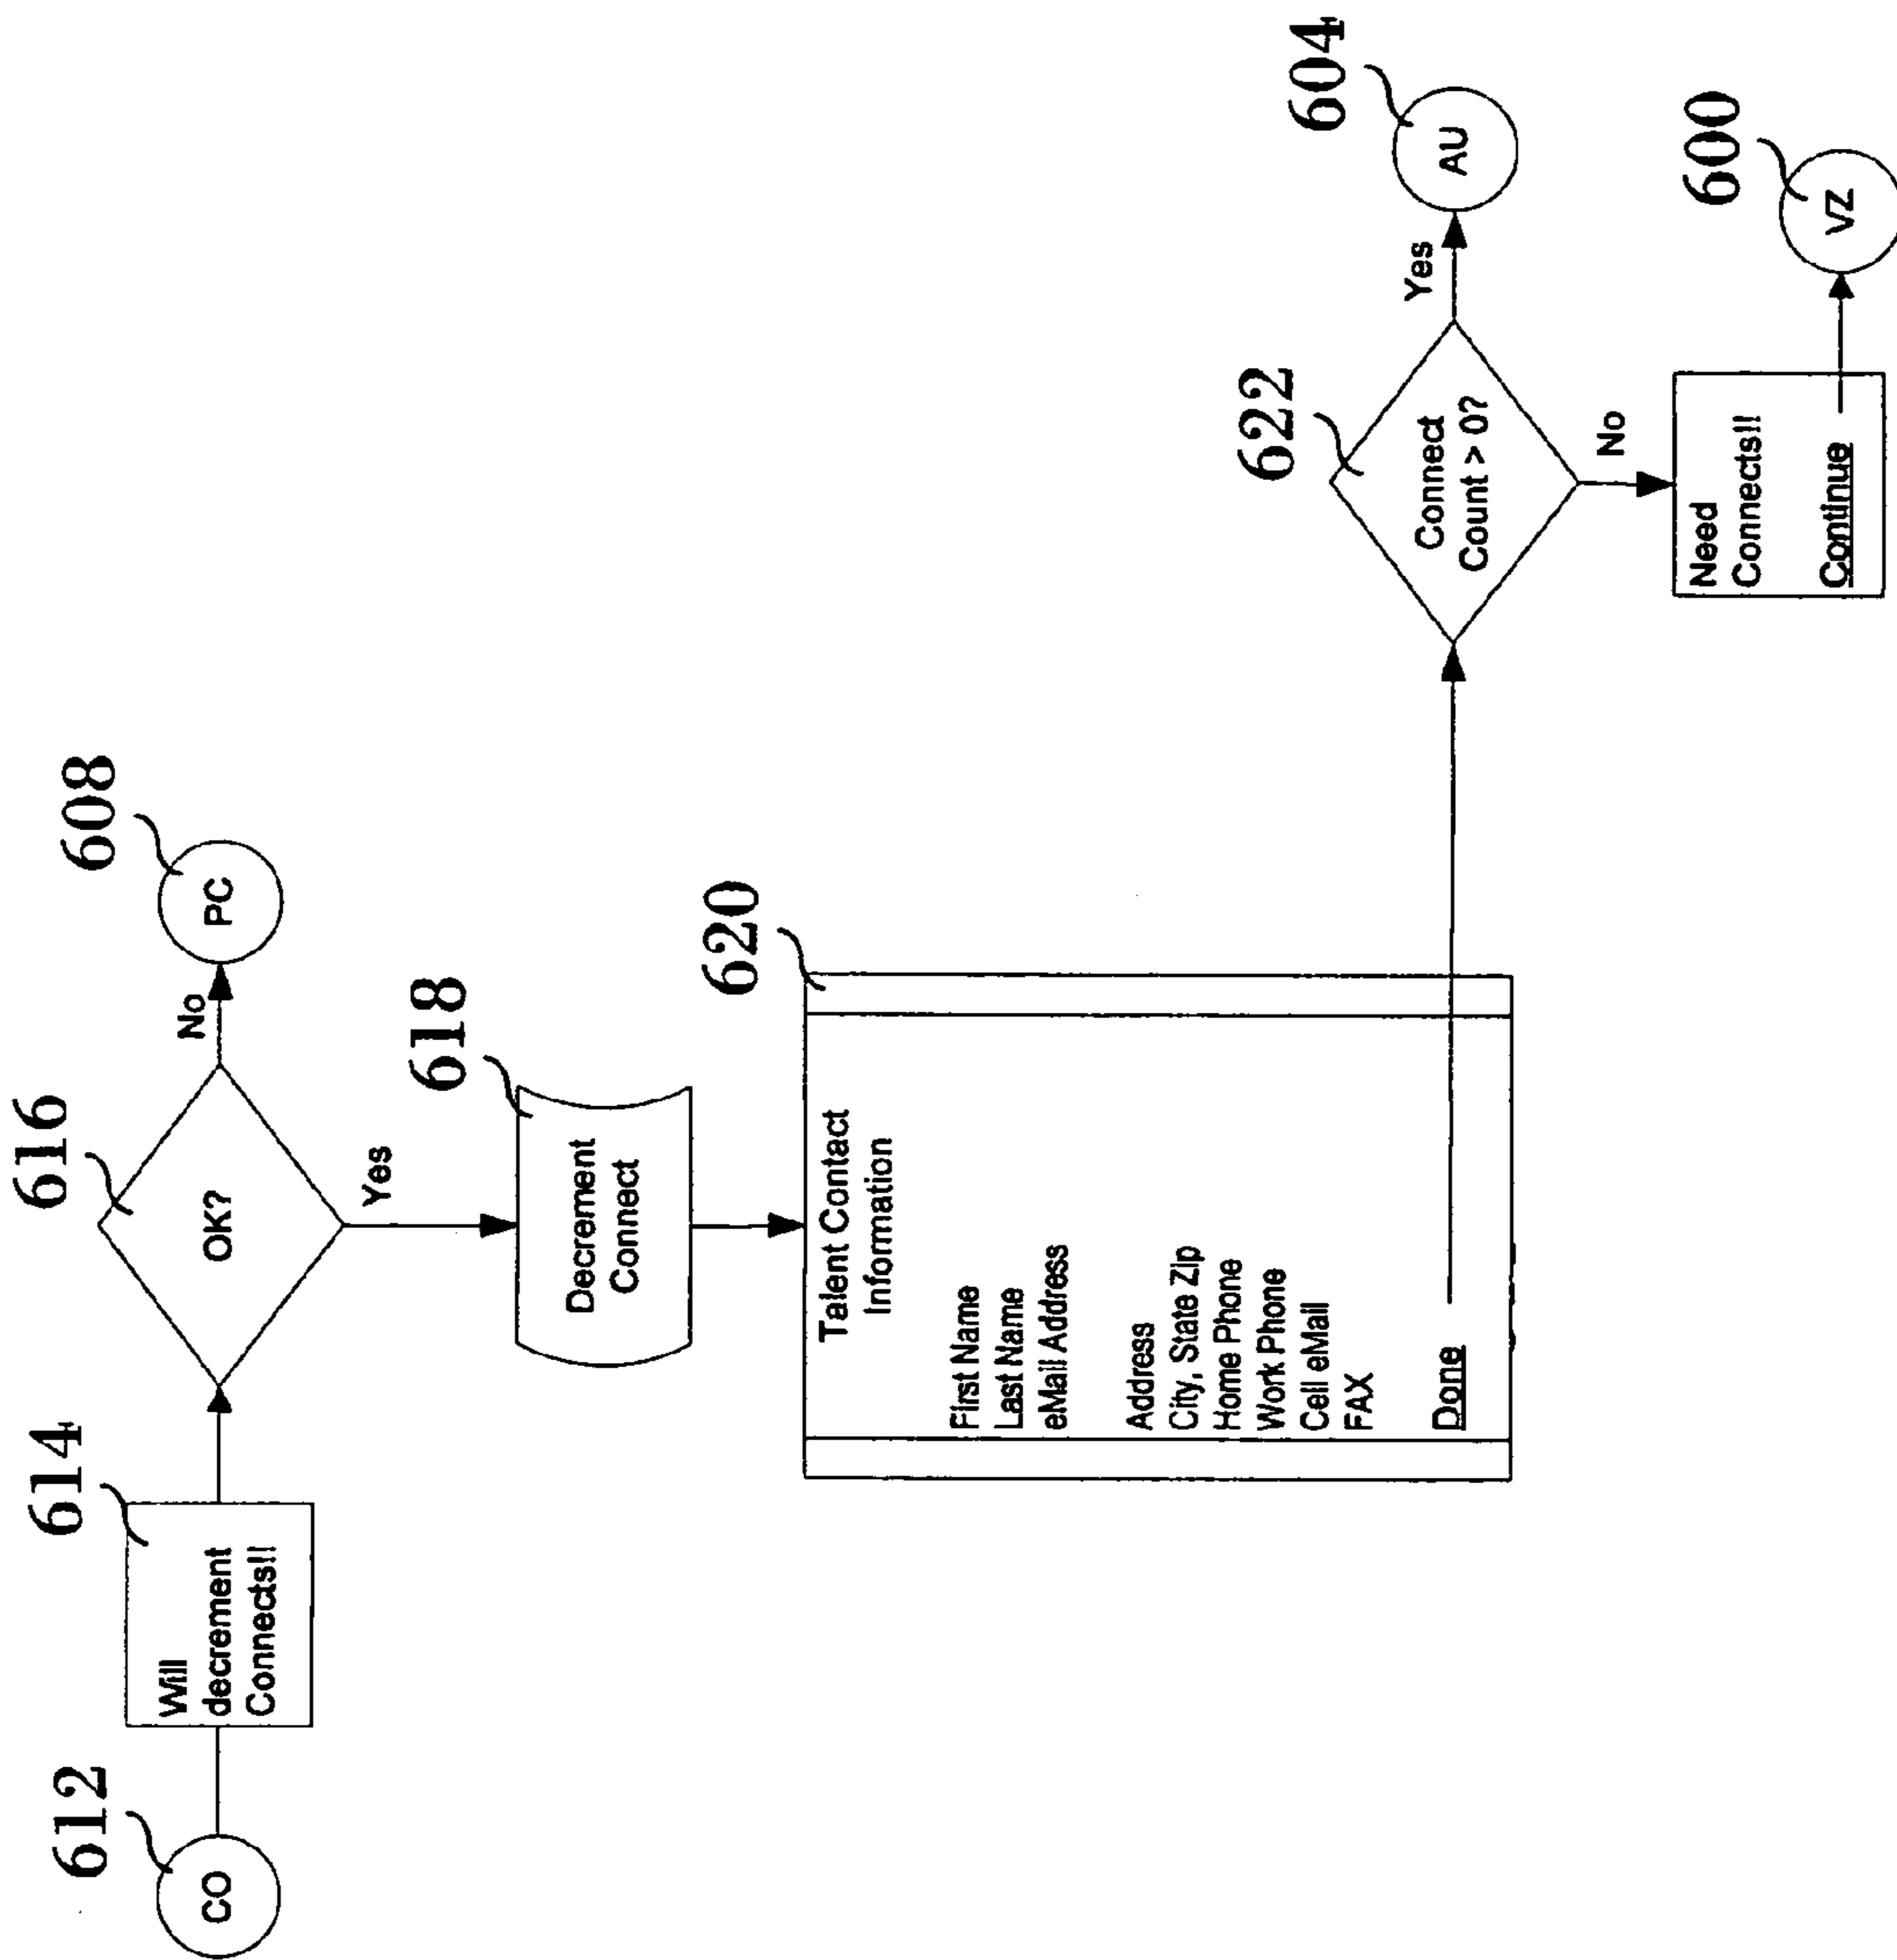 612
CO
614
Will
decrement
Connects!!
616
OK?
No
608
PC
Yes
618
Decrement
Connect
620
Talent Contact
Information
First Name
Last Name
eMail Address
Address
City, State Zip
Home Phone
Work Phone
Cell eMail
FAX
Done
622
Connect
Count > 0?
Yes
604
AU
No
Need
Connects!!
Continue
600
VZ